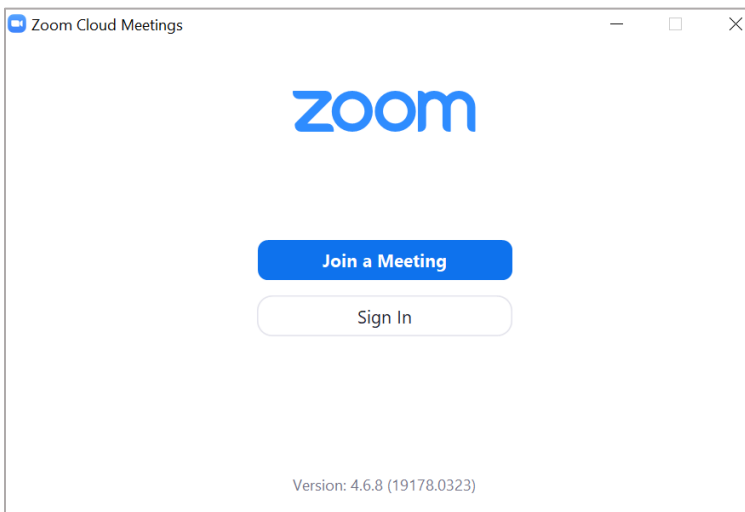 Zoom Cloud Meetings
zoom
Join a Meeting
Sign In
Version: 4.6.8 (19178.0323)